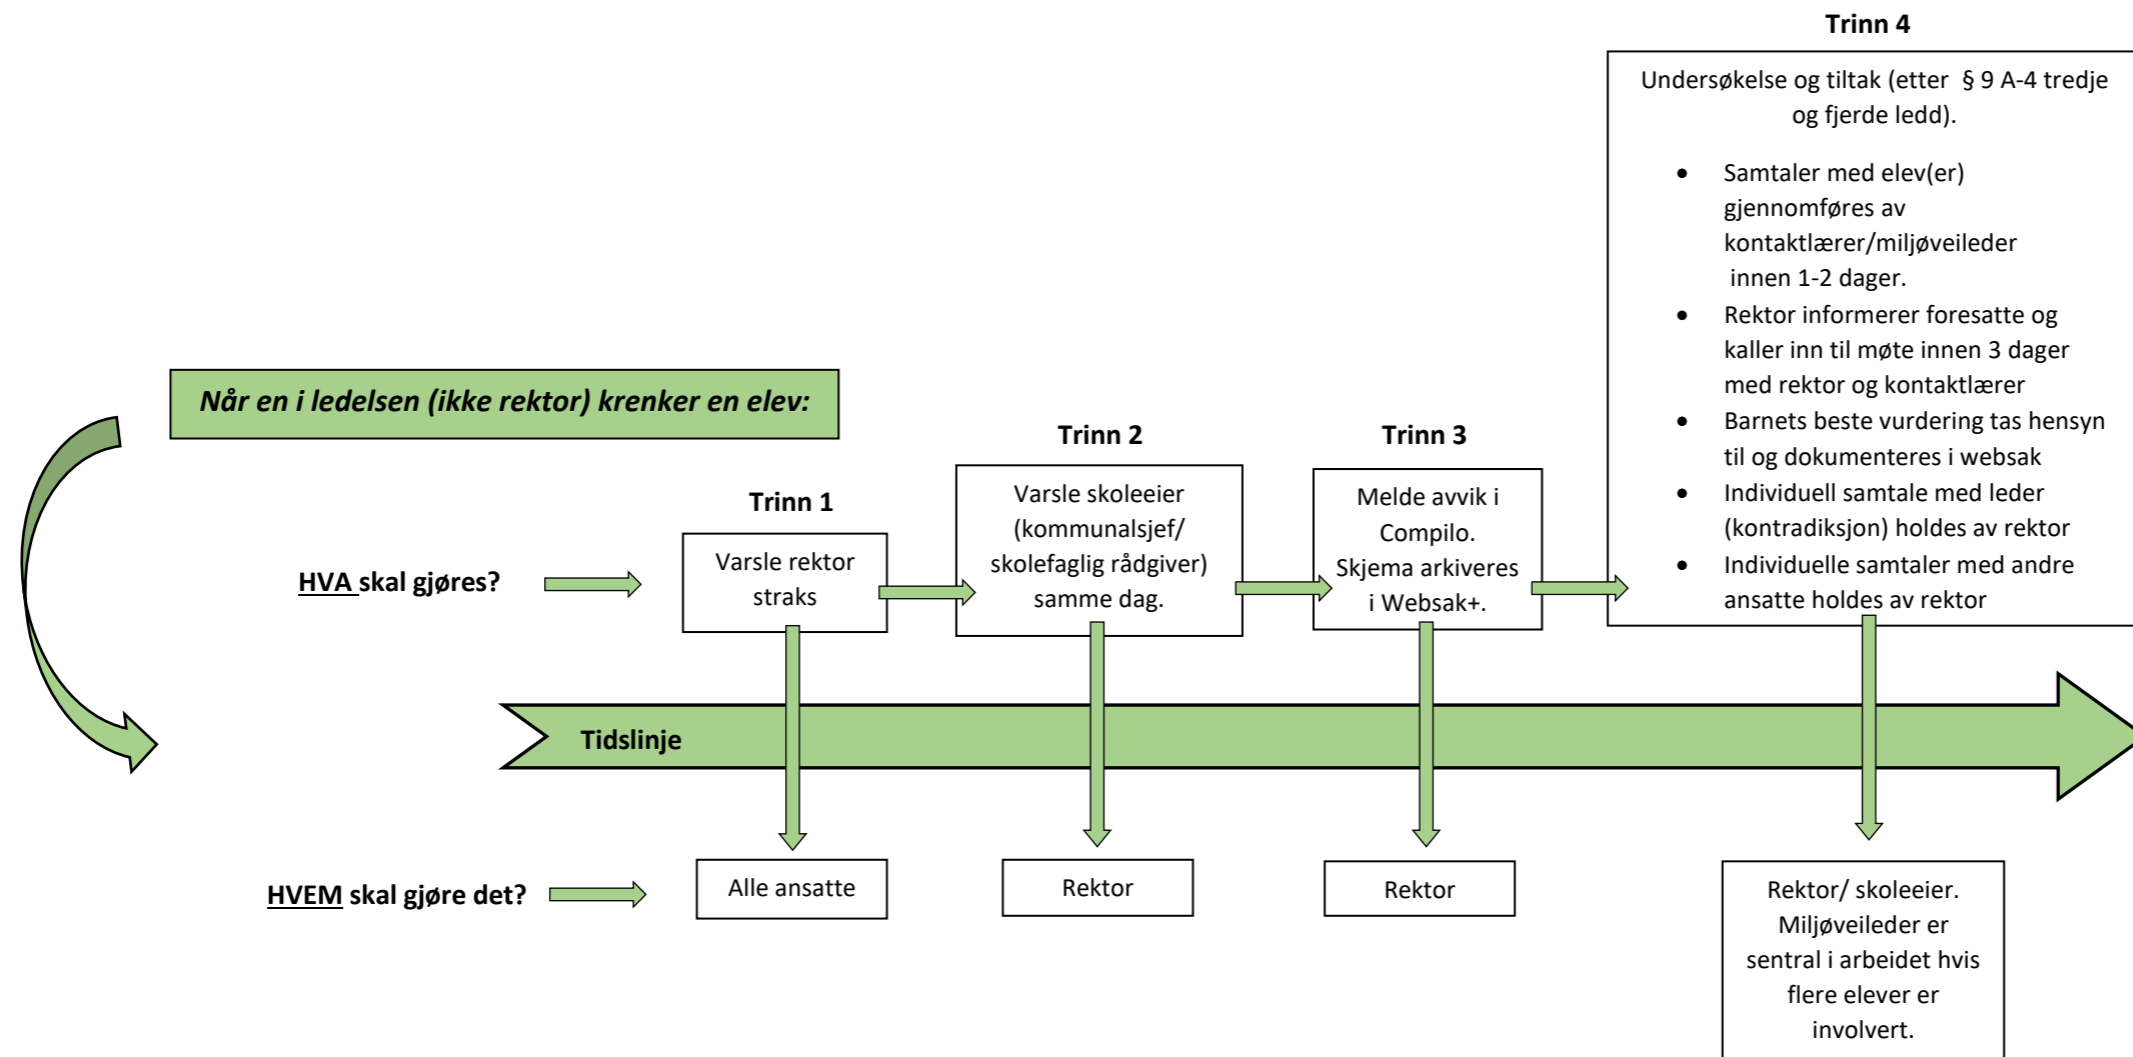 Når en i ledelsen (ikke rektor) krenker en elev:
HVA skal gjøres?
Trinn 1
Varsle rektor
straks
Trinn 2
Varsle skoleeier
(kommunalsjef/
skolefaglig rådgiver)
samme dag.
Trinn 3
Melde avvik i
Compilo.
Skjema arkiveres
i Websak+.
Trinn 4
Undersøkelse og tiltak (etter § 9 A-4 tredje
og fjerde ledd).
• Samtaler med elev(er)
gjennomføres av
kontaktlærer/miljøveileder
innen 1-2 dager.
• Rektor informerer foresatte og
kaller inn til møte innen 3 dager
med rektor og kontaktlærer
• Barnets beste vurdering tas hensyn
til og dokumenteres i websak
• Individuell samtale med leder
(kontradiksjon) holdes av rektor
• Individuelle samtaler med andre
ansatte holdes av rektor
Tidslinje
HVEM skal gjøre det?
Alle ansatte
Rektor
Rektor
Rektor/ skoleeier.
Miljøveileder er
sentral i arbeidet hvis
flere elever er
involvert.